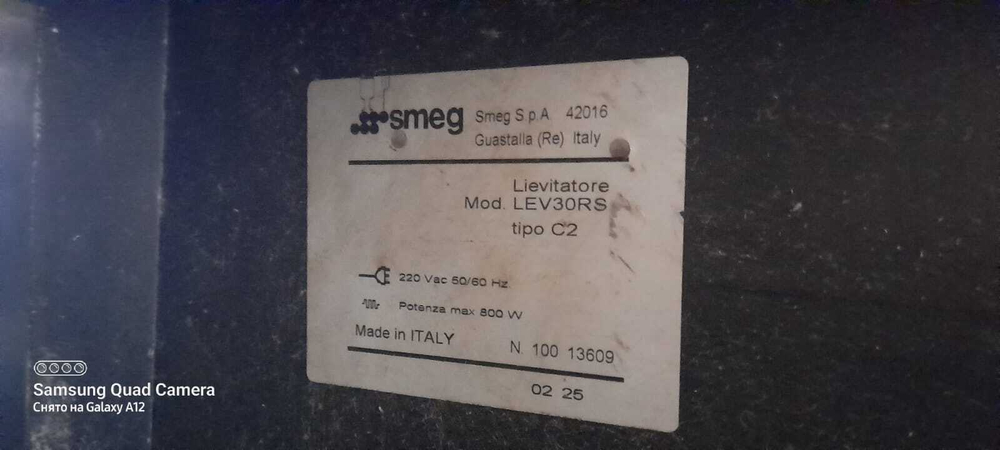 smeg Smeg S.p.A 42016
Guastalla (Re) Italy
Lievitatore
Mod. LEV30RS
tipo C2
220 Vac 50/60 Hz
Potenza max 800 W
Made in ITALY
N. 100 13609
02 25
Samsung Quad Camera
Снято на Galaxy A12